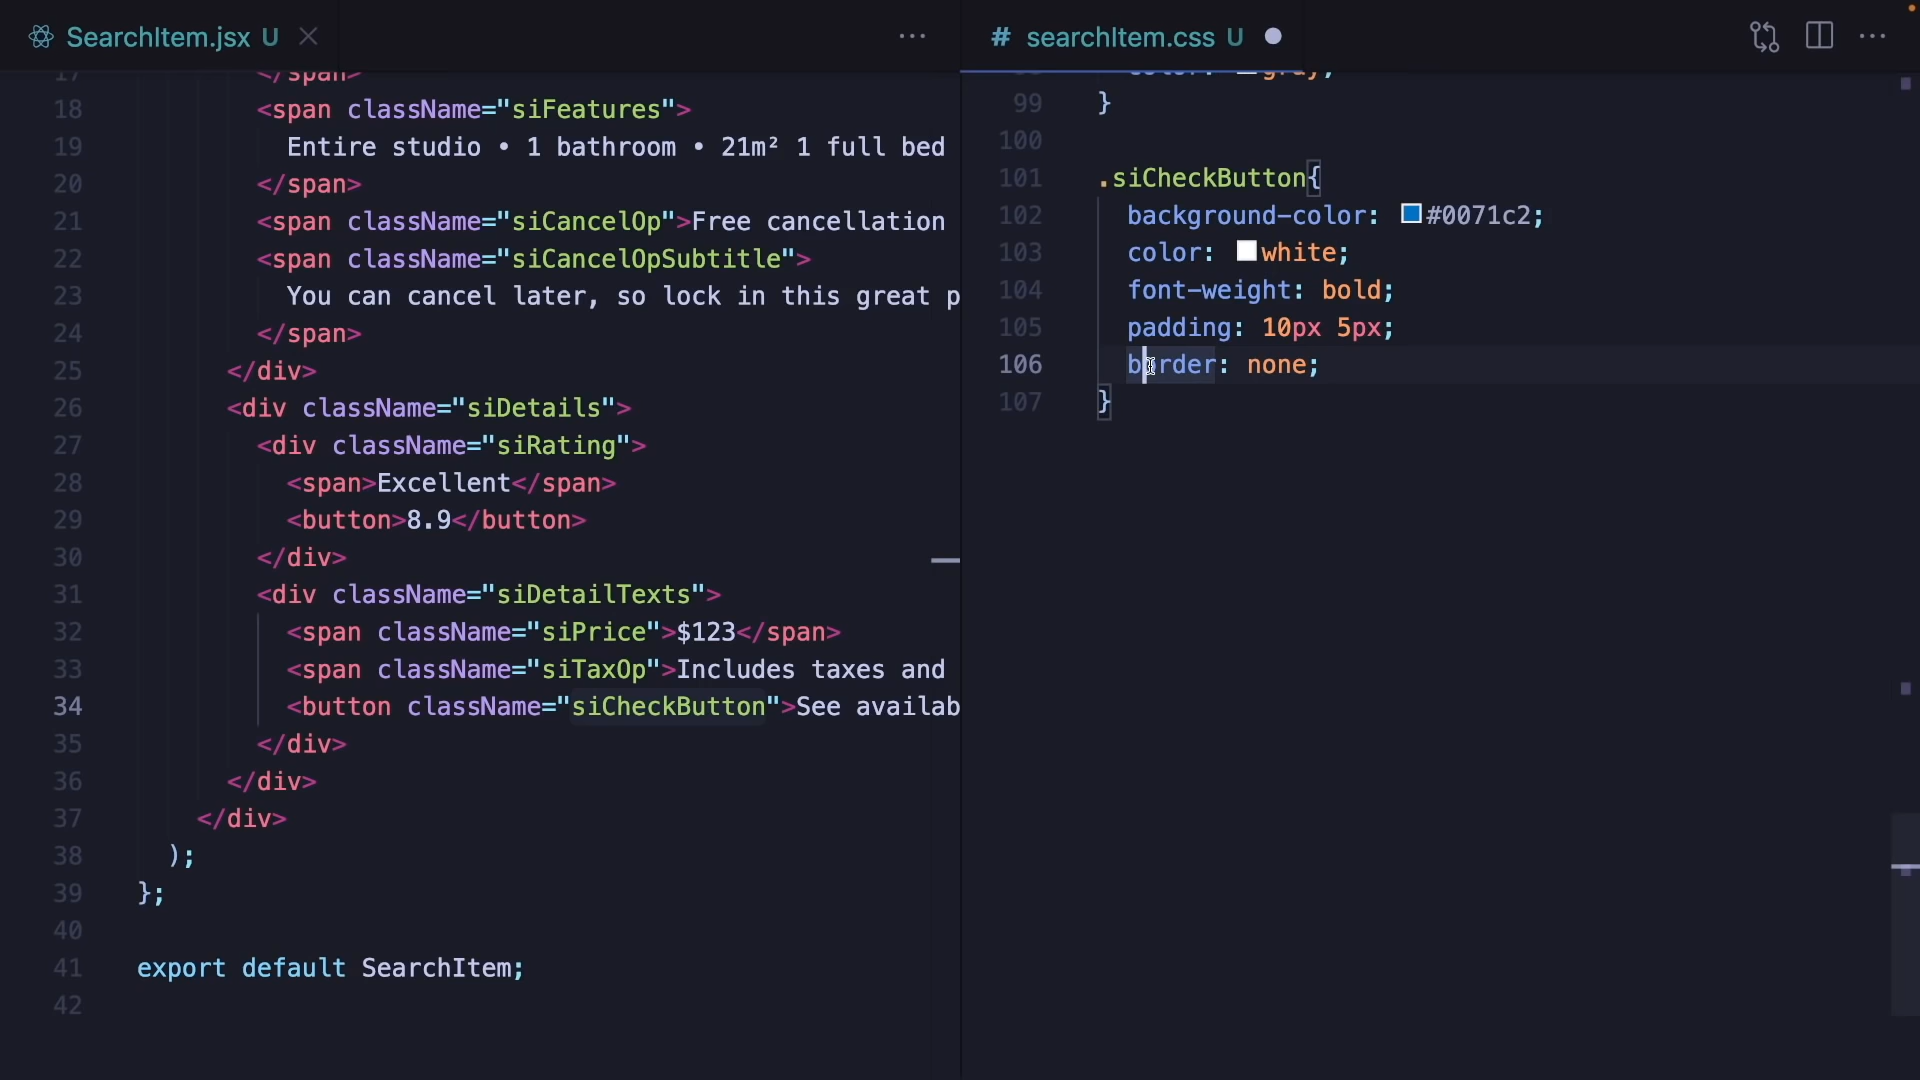 SearchItem.jsx U
searchItem.css U
17 </span>
18 <span className="siFeatures">
19 Entire studio • 1 bathroom • 21m² 1 full bed
20 </span>
21 <span className="siCancelOp">Free cancellation
22 <span className="siCancelOpSubtitle">
23 You can cancel later, so lock in this great p
24 </span>
25 </div>
26 <div className="siDetails">
27 <div className="siRating">
28 <span>Excellent</span>
29 <button>8.9</button>
30 </div>
31 <div className="siDetailTexts">
32 <span className="siPrice">$123</span>
33 <span className="siTaxOp">Includes taxes and
34 <button className="siCheckButton">See availab
35 </div>
36 </div>
37 </div>
38 );
39 };
40
41 export default SearchItem;
42
98 color: gray;
99 }
100
101 .siCheckButton{
102 background-color: #0071c2;
103 color: white;
104 font-weight: bold;
105 padding: 10px 5px;
106 border: none;
107 }